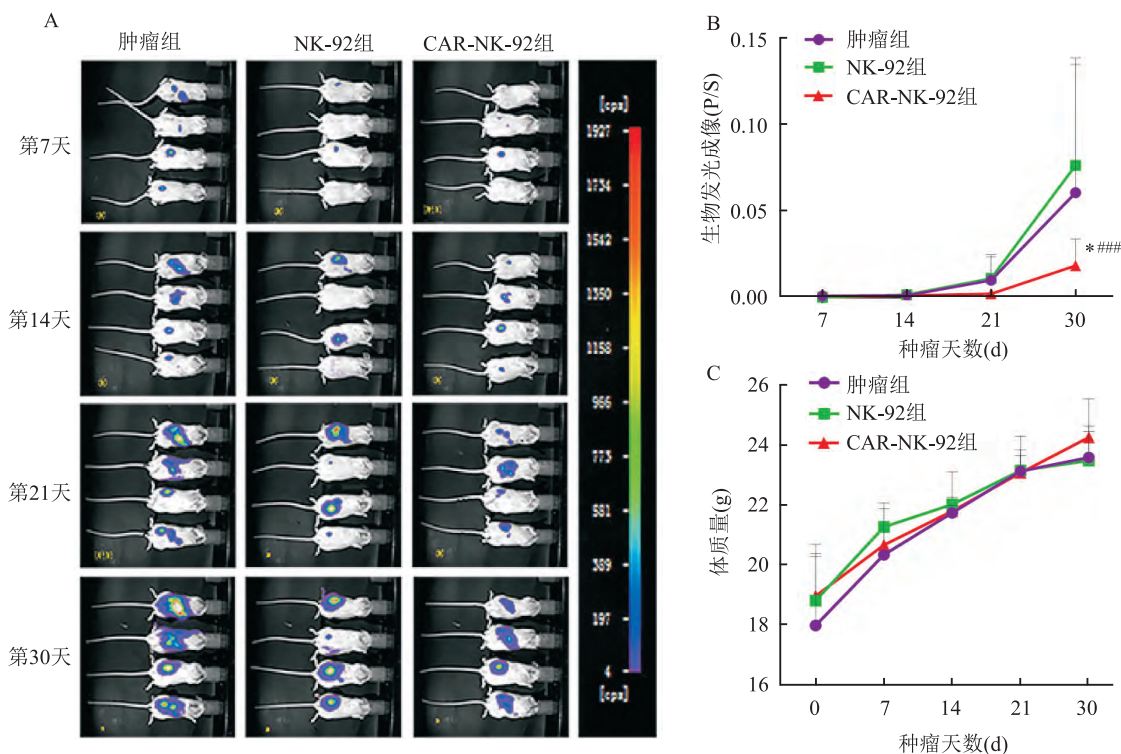 A
肿瘤组
NK-92组
CAR-NK-92组
第7天
第14天
第21天
第30天
[cps]
1927
1734
1542
1350
1158
966
773
581
389
197
4
[cps]
B
肿瘤组
NK-92组
CAR-NK-92组
生物发光成像(P/S)
0.15
0.10
0.05
0.00
*###
7 14 21 30
种瘤天数(d)
C
肿瘤组
NK-92组
CAR-NK-92组
体质量(g)
26
24
22
20
18
16
0 7 14 21 30
种瘤天数(d)